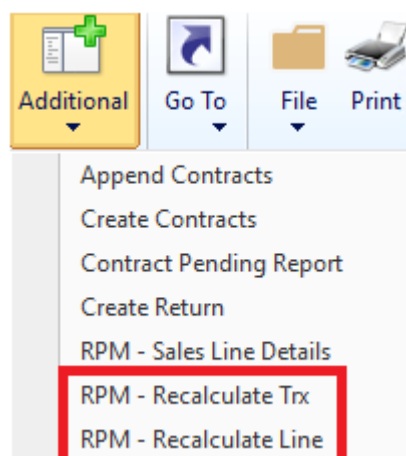 Additional Go To File Print
Append Contracts
Create Contracts
Contract Pending Report
Create Return
RPM - Sales Line Details
RPM - Recalculate Trx
RPM - Recalculate Line